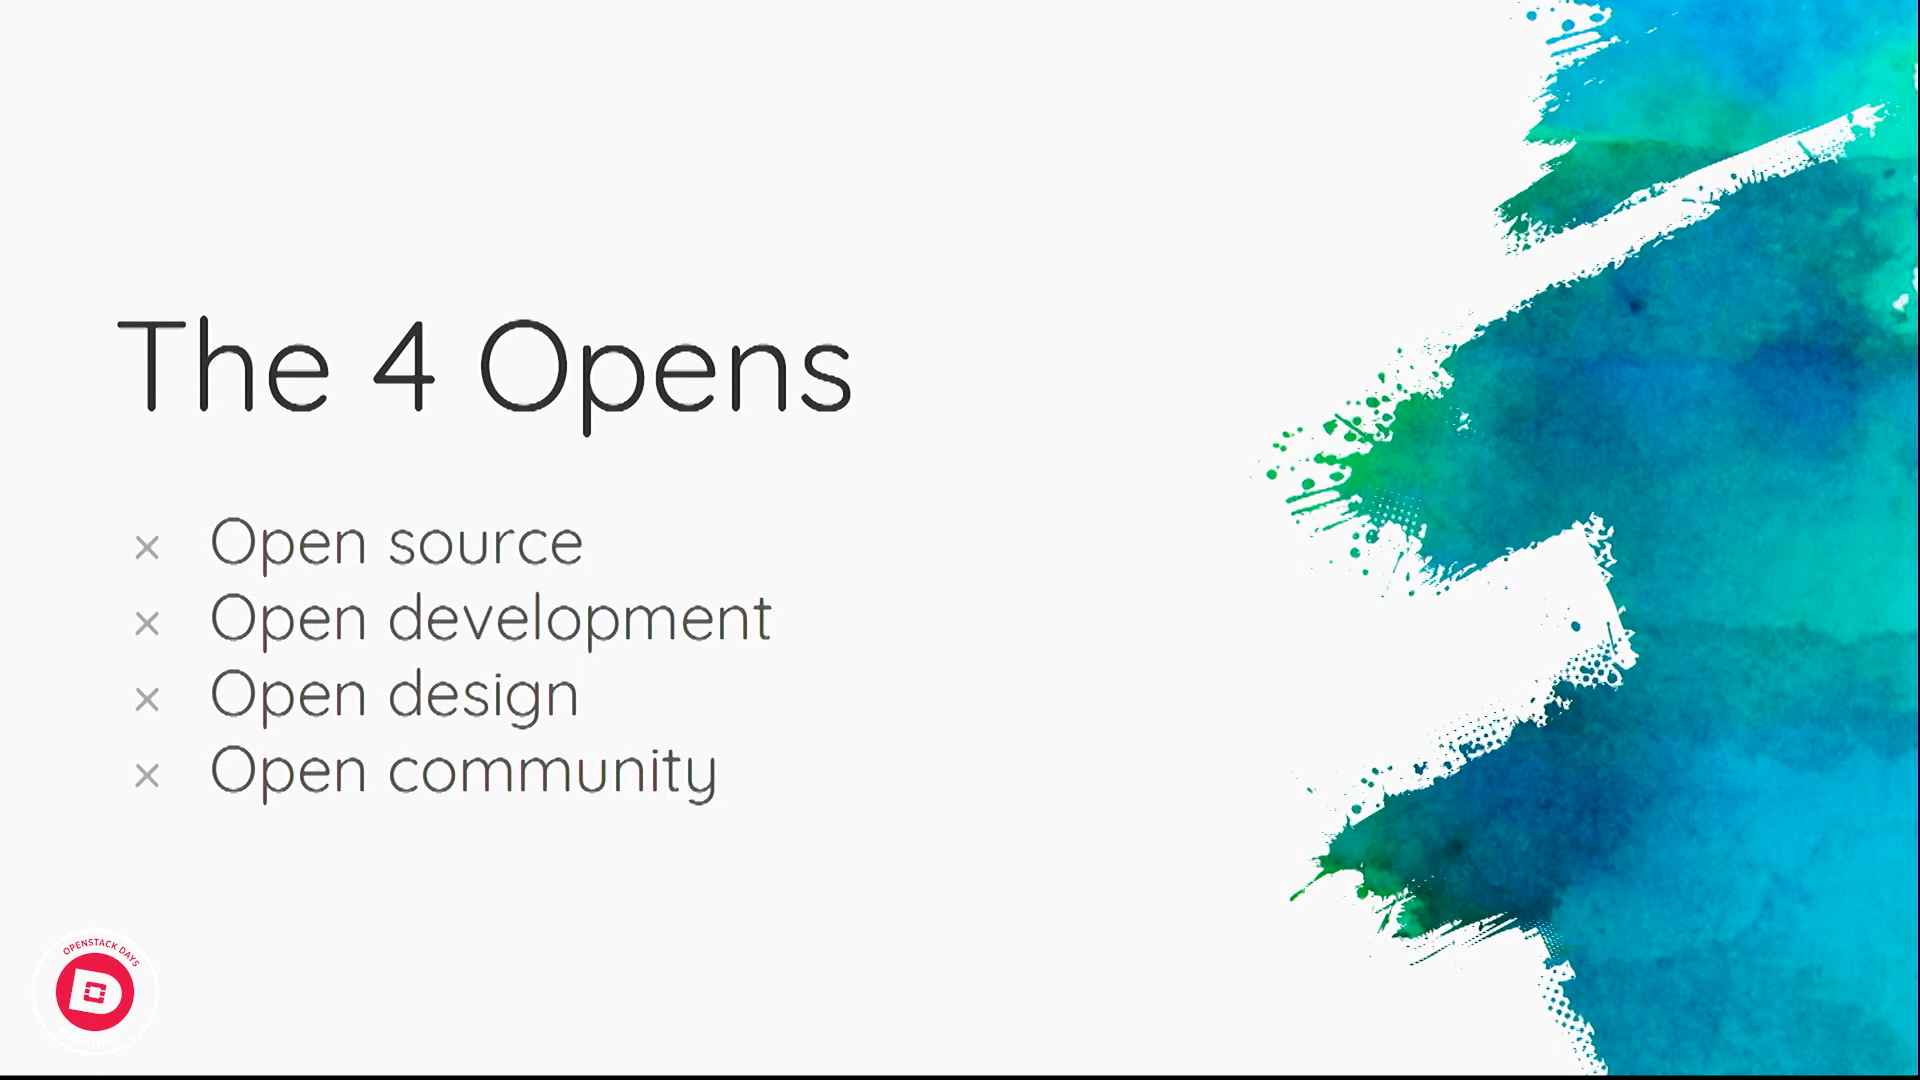 The 4 Opens
× Open source
× Open development
× Open design
× Open community
OPENSTACK DAYS